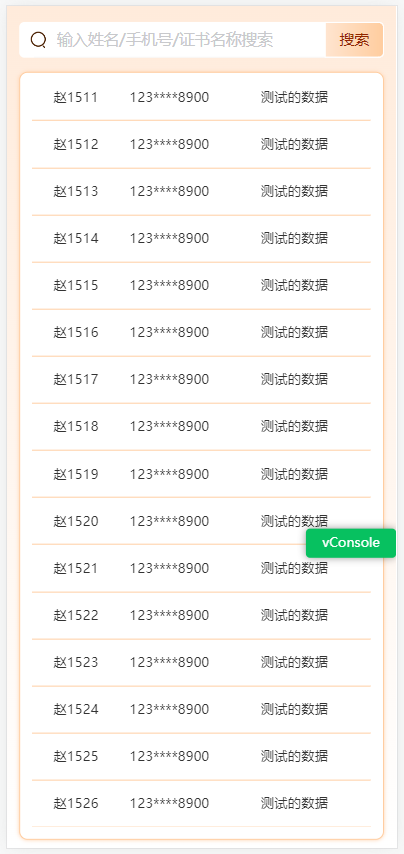 输入姓名/手机号/证书名称搜索 搜索
赵1511 123****8900 测试的数据
赵1512 123****8900 测试的数据
赵1513 123****8900 测试的数据
赵1514 123****8900 测试的数据
赵1515 123****8900 测试的数据
赵1516 123****8900 测试的数据
赵1517 123****8900 测试的数据
赵1518 123****8900 测试的数据
赵1519 123****8900 测试的数据
赵1520 123****8900 测试的数据
vConsole
赵1521 123****8900 测试的数据
赵1522 123****8900 测试的数据
赵1523 123****8900 测试的数据
赵1524 123****8900 测试的数据
赵1525 123****8900 测试的数据
赵1526 123****8900 测试的数据